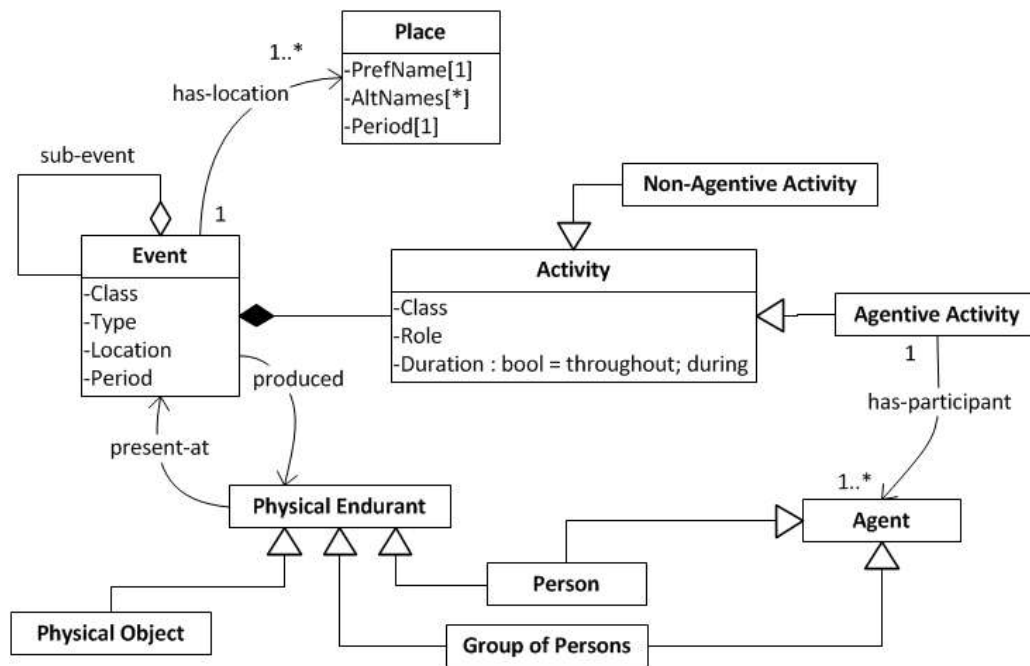 Place
-PrefName[1]
-AltNames[*]
-Period[1]
1..*
has-location
1
sub-event
Event
-Class
-Type
-Location
-Period
Non-Agentive Activity
Activity
-Class
-Role
-Duration : bool = throughout; during
Agentive Activity
1
has-participant
1..*
produced
present-at
Physical Endurant
Agent
Person
Physical Object
Group of Persons